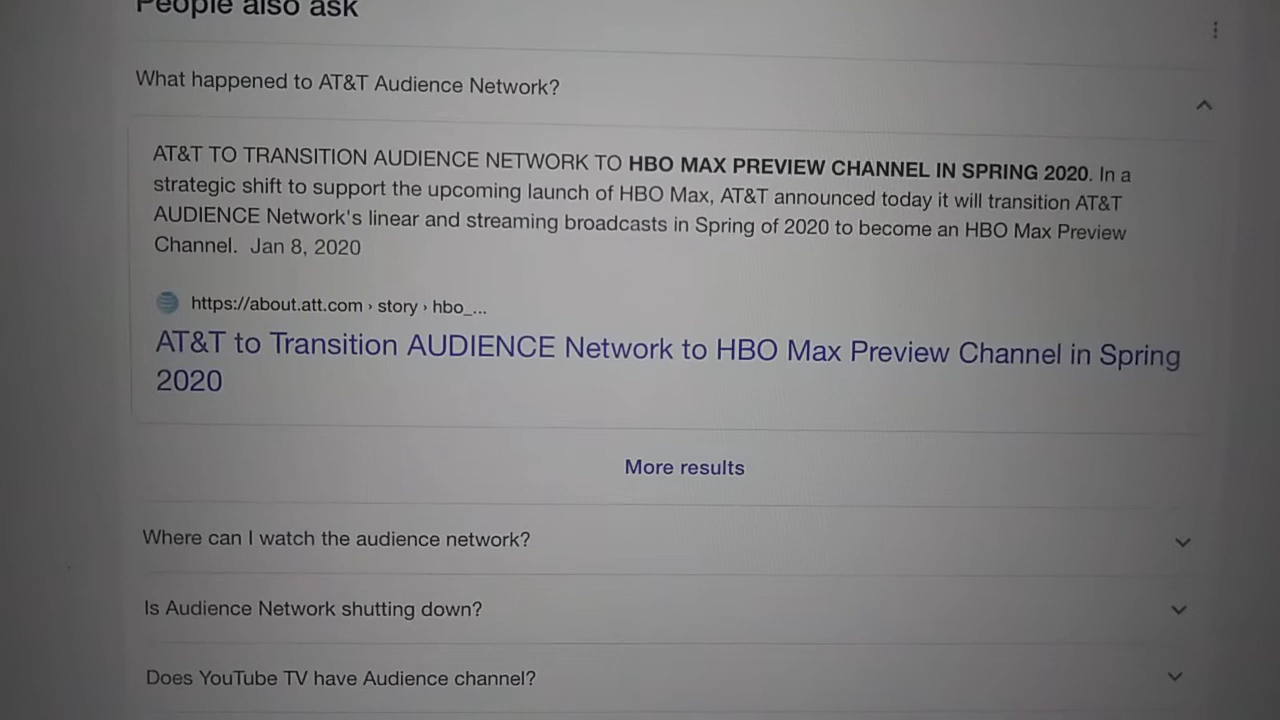 People also ask
What happened to AT&T Audience Network?
AT&T TO TRANSITION AUDIENCE NETWORK TO HBO MAX PREVIEW CHANNEL IN SPRING 2020. In a
strategic shift to support the upcoming launch of HBO Max, AT&T announced today it will transition AT&T
AUDIENCE Network's linear and streaming broadcasts in Spring of 2020 to become an HBO Max Preview
Channel. Jan 8, 2020
https://about.att.com › story › hbo_...
AT&T to Transition AUDIENCE Network to HBO Max Preview Channel in Spring
2020
More results
Where can I watch the audience network?
Is Audience Network shutting down?
Does YouTube TV have Audience channel?